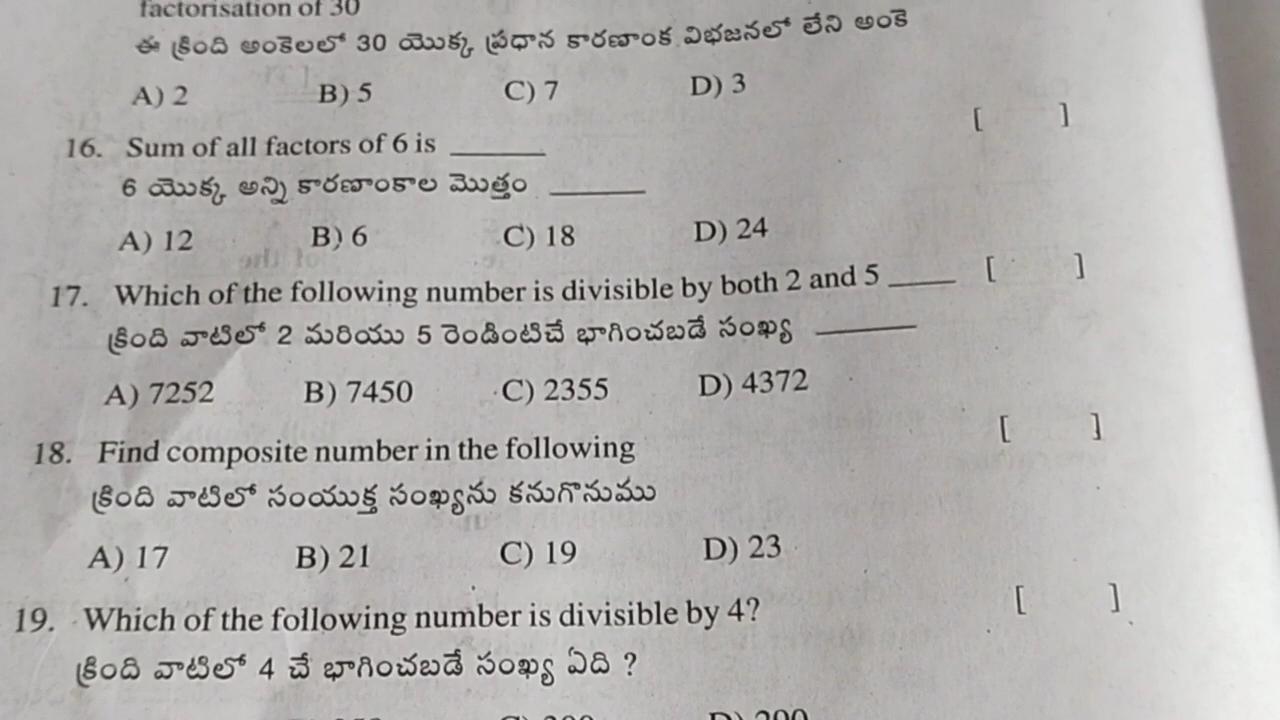 factorisation of 30
ఈ క్రింది అంకెలలో 30 యొక్క ప్రధాన కారణాంక విభజనలో లేని అంకె
A) 2 B) 5 C) 7 D) 3
16. Sum of all factors of 6 is ______ [ ]
6 యొక్క అన్ని కారణాంకాల మొత్తం ______
A) 12 B) 6 C) 18 D) 24
17. Which of the following number is divisible by both 2 and 5 ____ [ ]
క్రింది వాటిలో 2 మరియు 5 రెండింటిచే భాగించబడే సంఖ్య ______
A) 7252 B) 7450 C) 2355 D) 4372
18. Find composite number in the following [ ]
క్రింది వాటిలో సంయుక్త సంఖ్యను కనుగొనుము
A) 17 B) 21 C) 19 D) 23
19. Which of the following number is divisible by 4? [ ]
క్రింది వాటిలో 4 చే భాగించబడే సంఖ్య ఏది ?